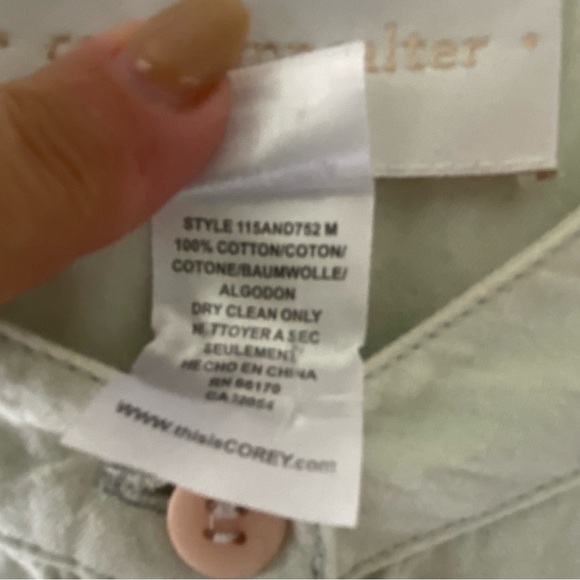 alter
STYLE 115AND752 M
100% COTTON/COTON/
COTONE/BAUMWOLLE/
ALGODON
DRY CLEAN ONLY
NETTOYER A SEC
SEULEMENT
HECHO EN CHINA
RN 66170
www.thisisCOREY.com